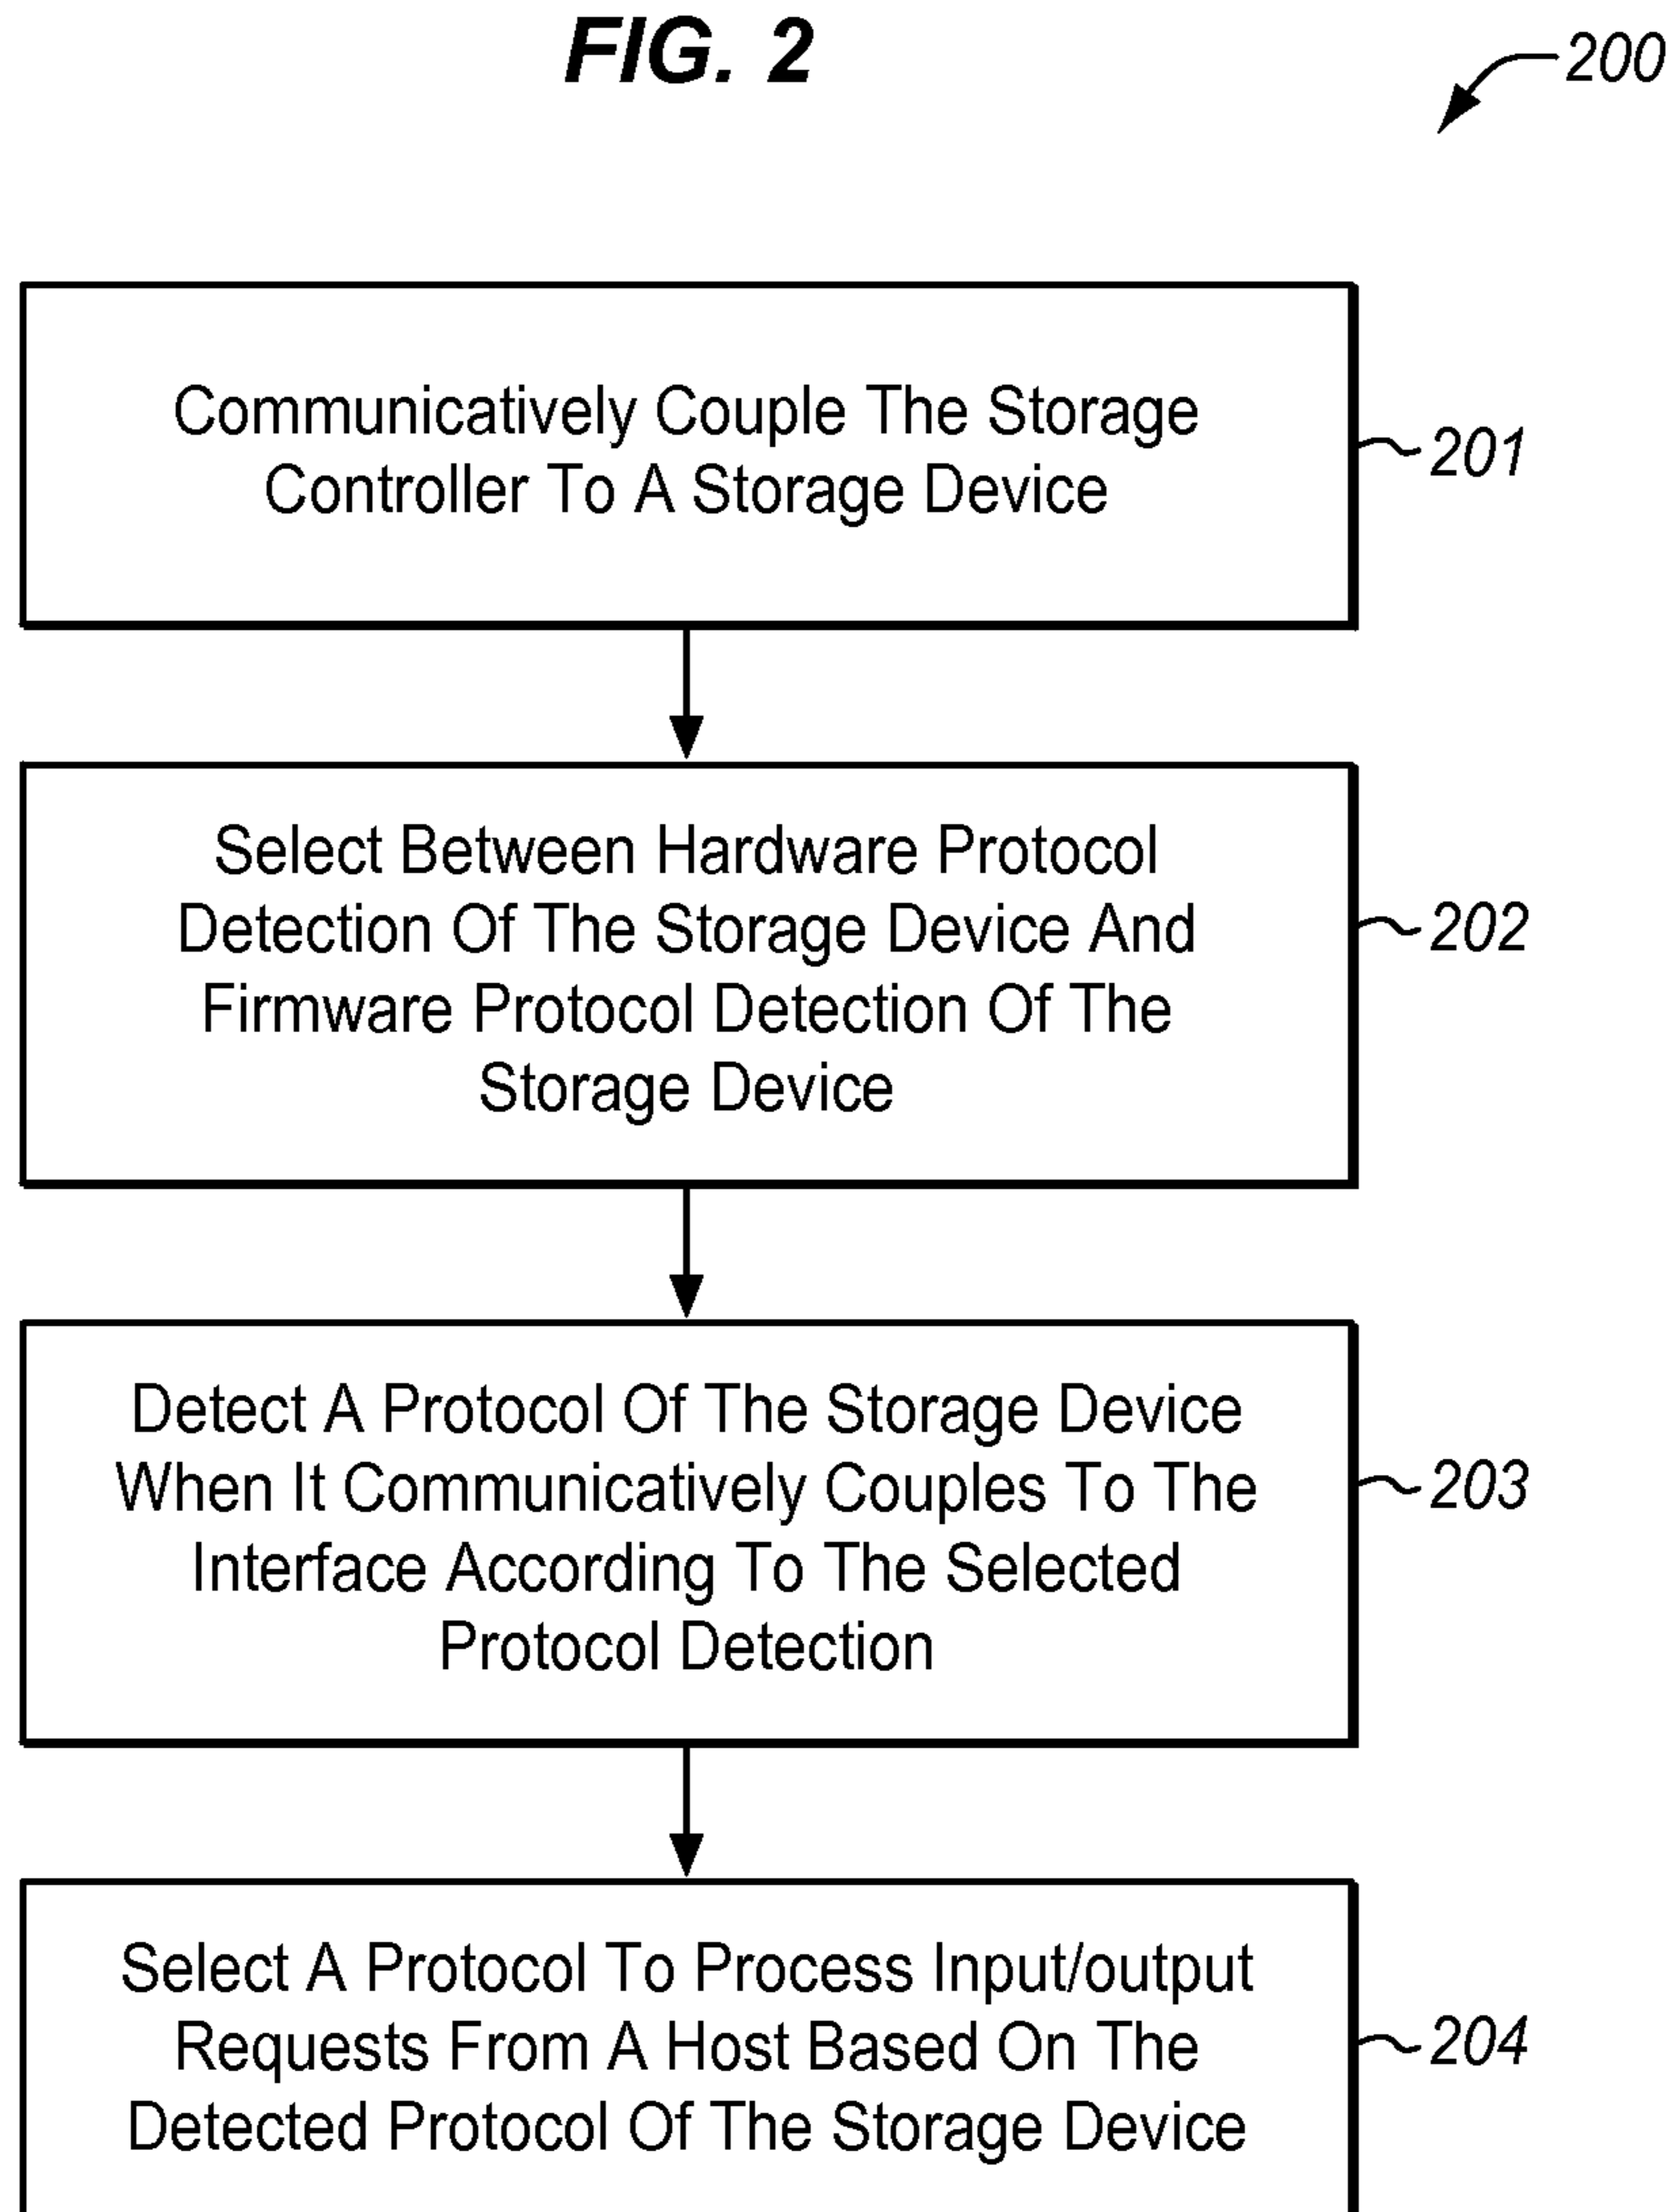 FIG. 2
200
Communicatively Couple The Storage
Controller To A Storage Device
201
Select Between Hardware Protocol
Detection Of The Storage Device And
Firmware Protocol Detection Of The
Storage Device
202
Detect A Protocol Of The Storage Device
When It Communicatively Couples To The
Interface According To The Selected
Protocol Detection
203
Select A Protocol To Process Input/output
Requests From A Host Based On The
Detected Protocol Of The Storage Device
204